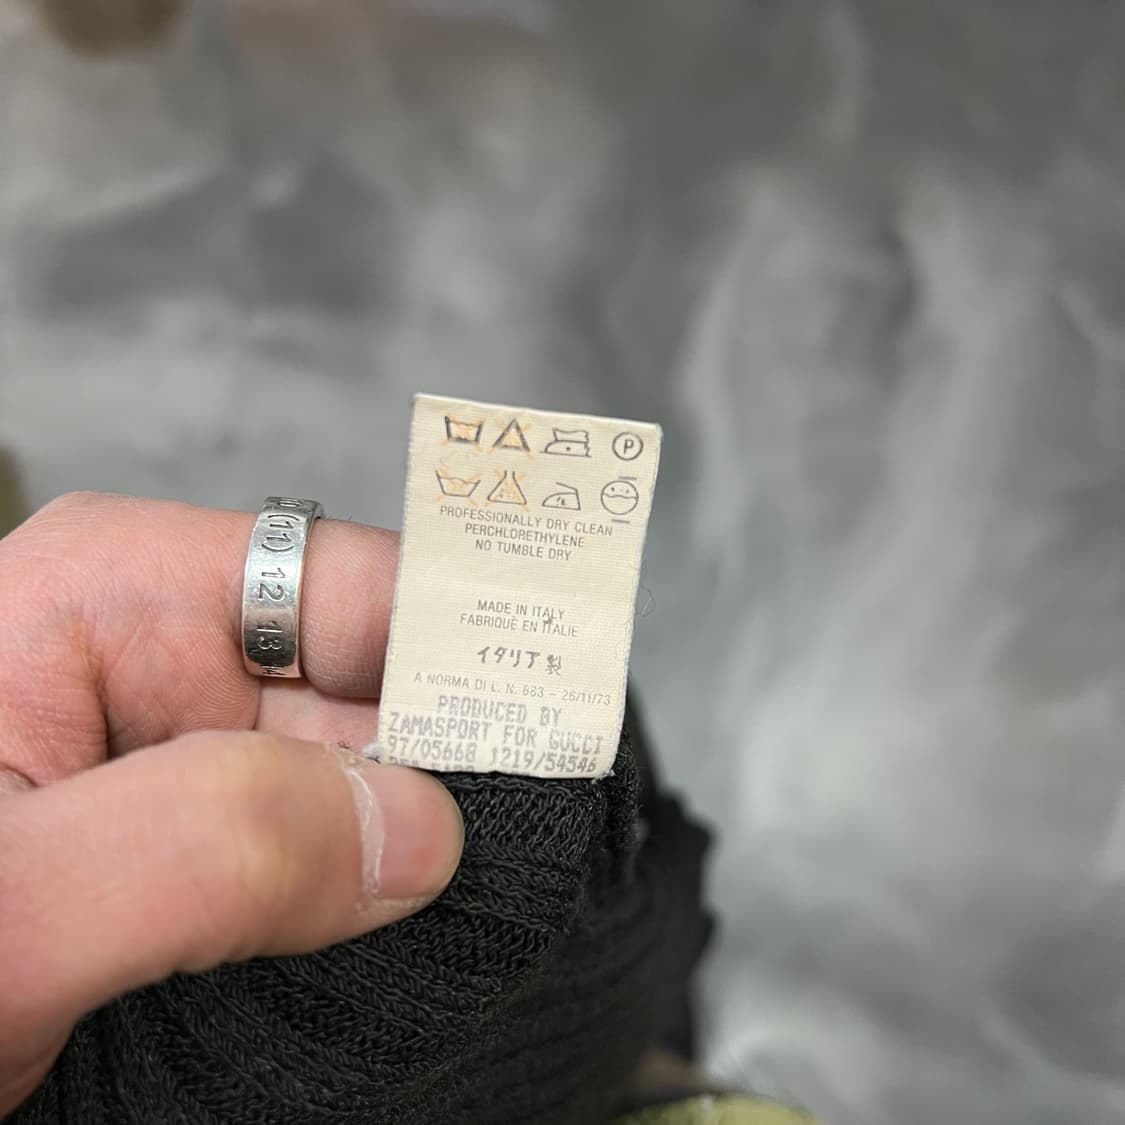 (11) 12 13
P
PROFESSIONALLY DRY CLEAN
PERCHLORETHYLENE
NO TUMBLE DRY
MADE IN ITALY
FABRIQUÈ EN ITALIE
イタリア製
A NORMA DI L. N. 883 - 26/11/73
PRODUCED BY
ZAMASPORT FOR GUCCI
97/05668 1219/54546